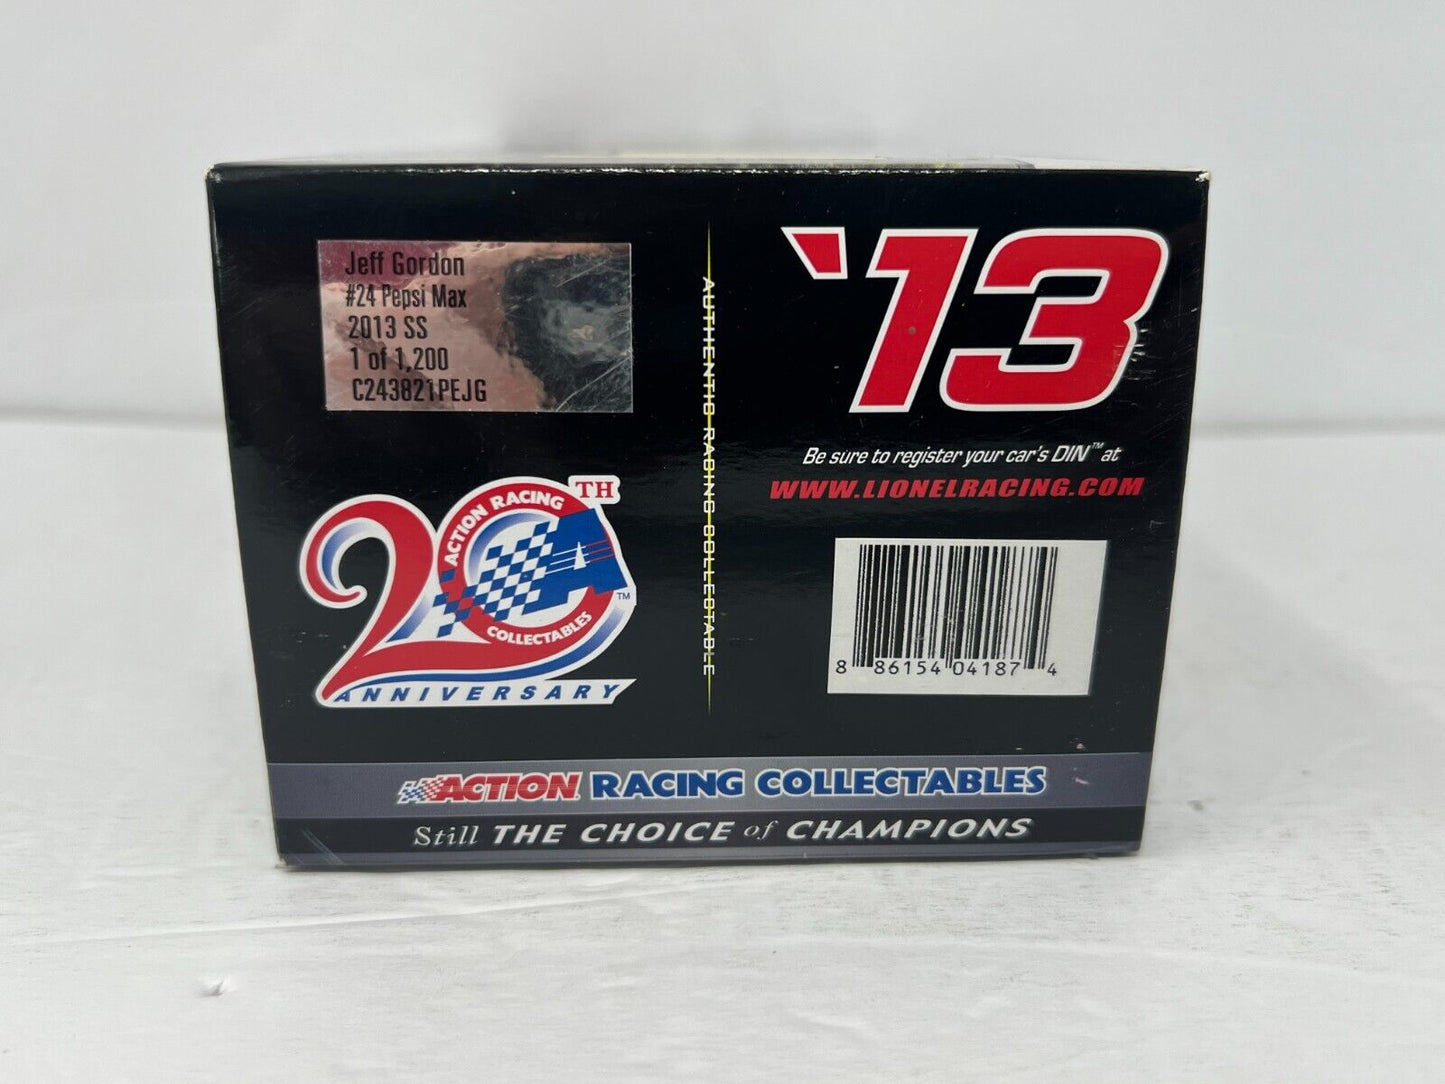 Jeff Gordon
#24 Pepsi Max
2013 SS
1 of 1,200
C243821PEJG
20TH
ACTION RACING
COLLECTABLES
TM
ANNIVERSARY
AUTHENTIC RACING COLLECTABLE
'13
Be sure to register your car's DIN™ at
WWW.LIONELRACING.COM
8 86154 04187 4
ACTION RACING COLLECTABLES
Still THE CHOICE of CHAMPIONS